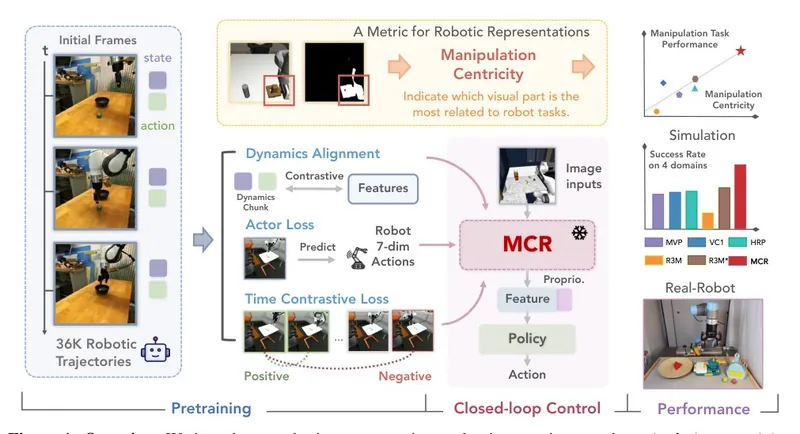 Initial Frames
t
state
action
36K Robotic
Trajectories
A Metric for Robotic Representations
Manipulation
Centricity
Indicate which visual part is the
most related to robot tasks.
Dynamics Alignment
Contrastive
Dynamics
Chunk
Features
Actor Loss
Predict
Robot
7-dim
Actions
Time Contrastive Loss
...
Positive
Negative
Image
inputs
MCR
Proprio.
Feature
Policy
Action
Manipulation Task
Performance
Manipulation
Centricity
Simulation
Success Rate
on 4 domains
MVP
VC1
HRP
R3M
R3M*
MCR
Real-Robot
Pretraining
Closed-loop Control
Performance